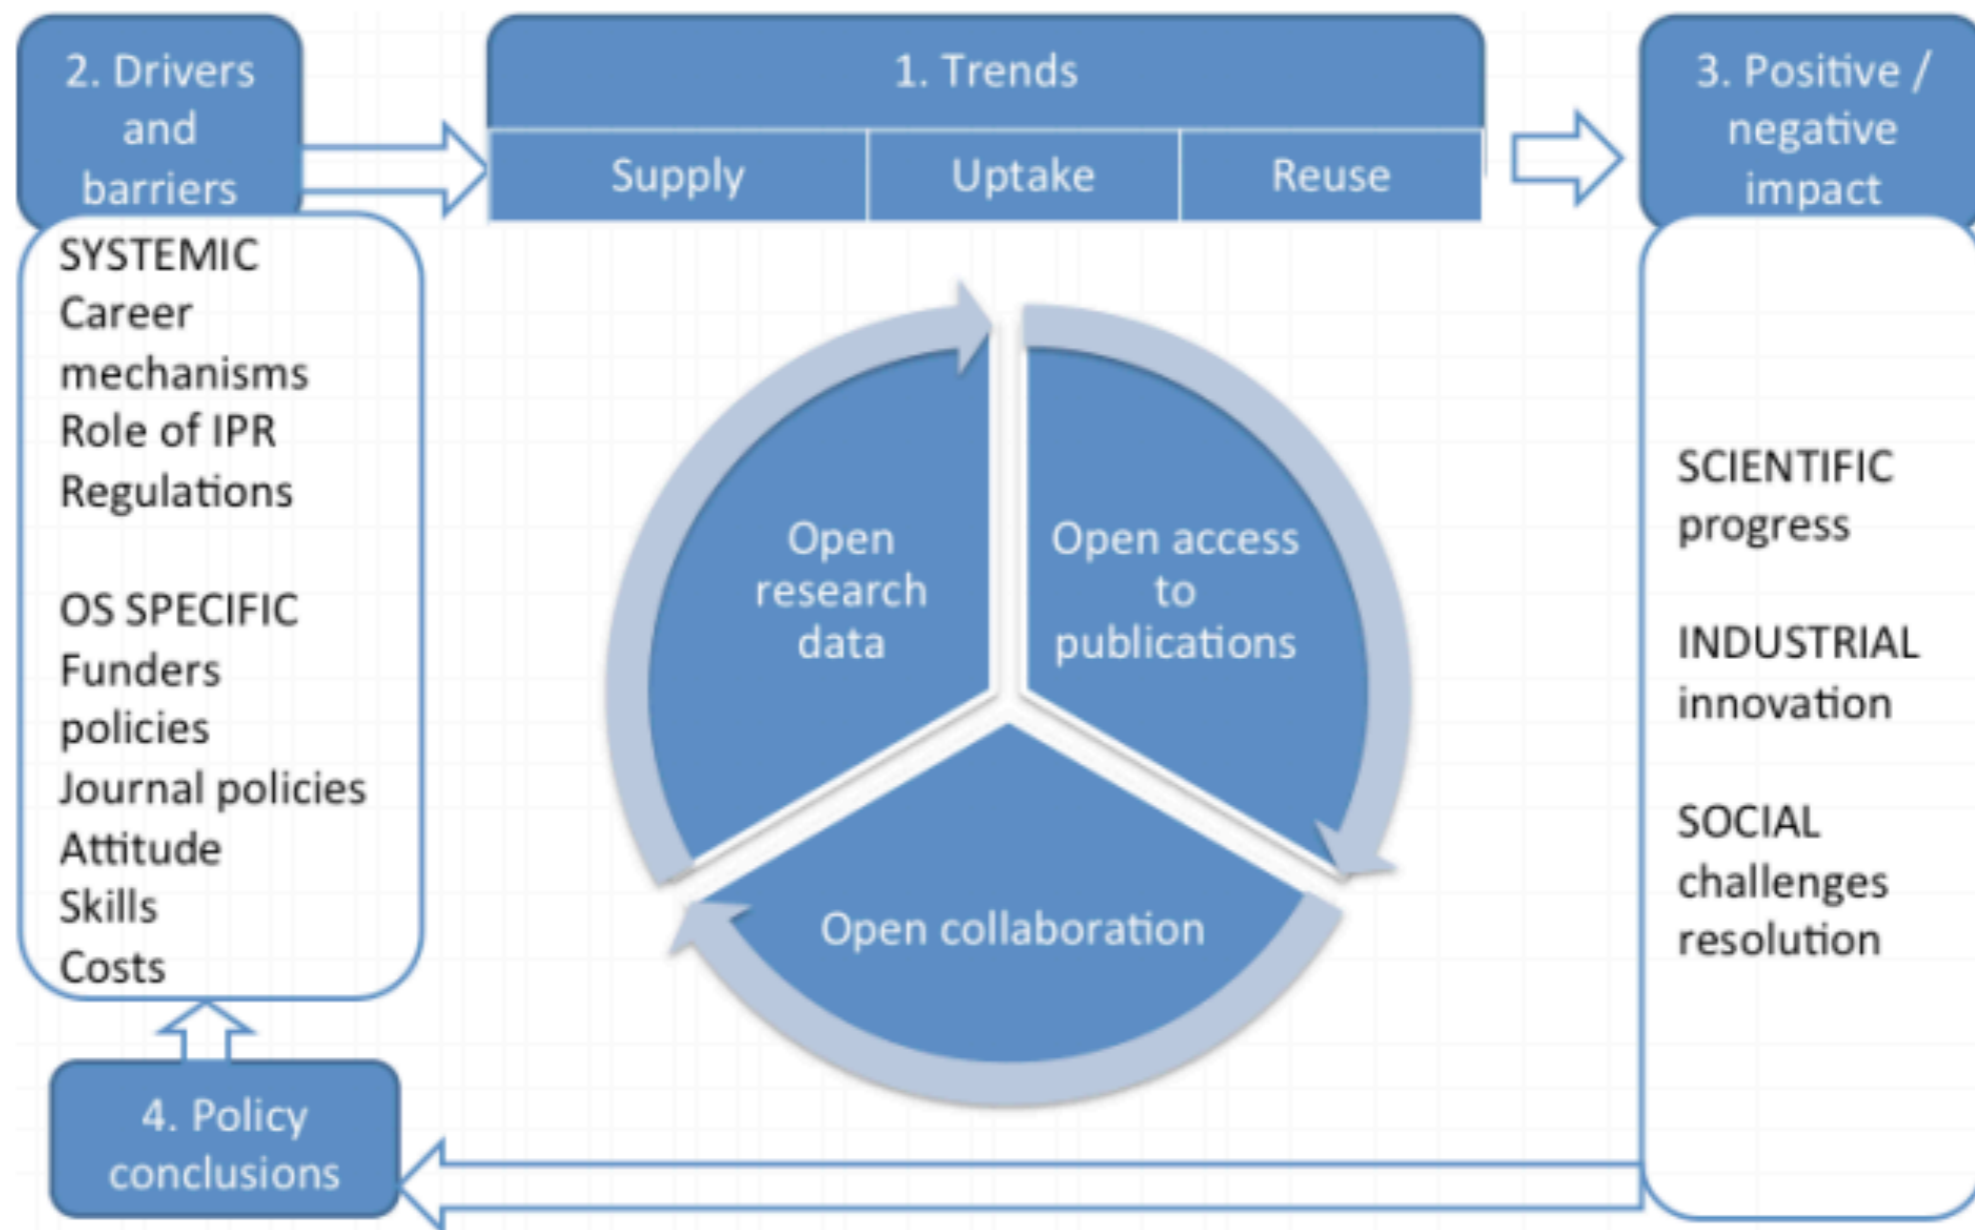 2. Drivers
and
barriers
SYSTEMIC
Career
mechanisms
Role of IPR
Regulations
OS SPECIFIC
Funders
policies
Journal policies
Attitude
Skills
Costs
1. Trends
Supply
Uptake
Reuse
Open
research
data
Open access
to
publications
Open collaboration
3. Positive /
negative
impact
SCIENTIFIC
progress
INDUSTRIAL
innovation
SOCIAL
challenges
resolution
4. Policy
conclusions